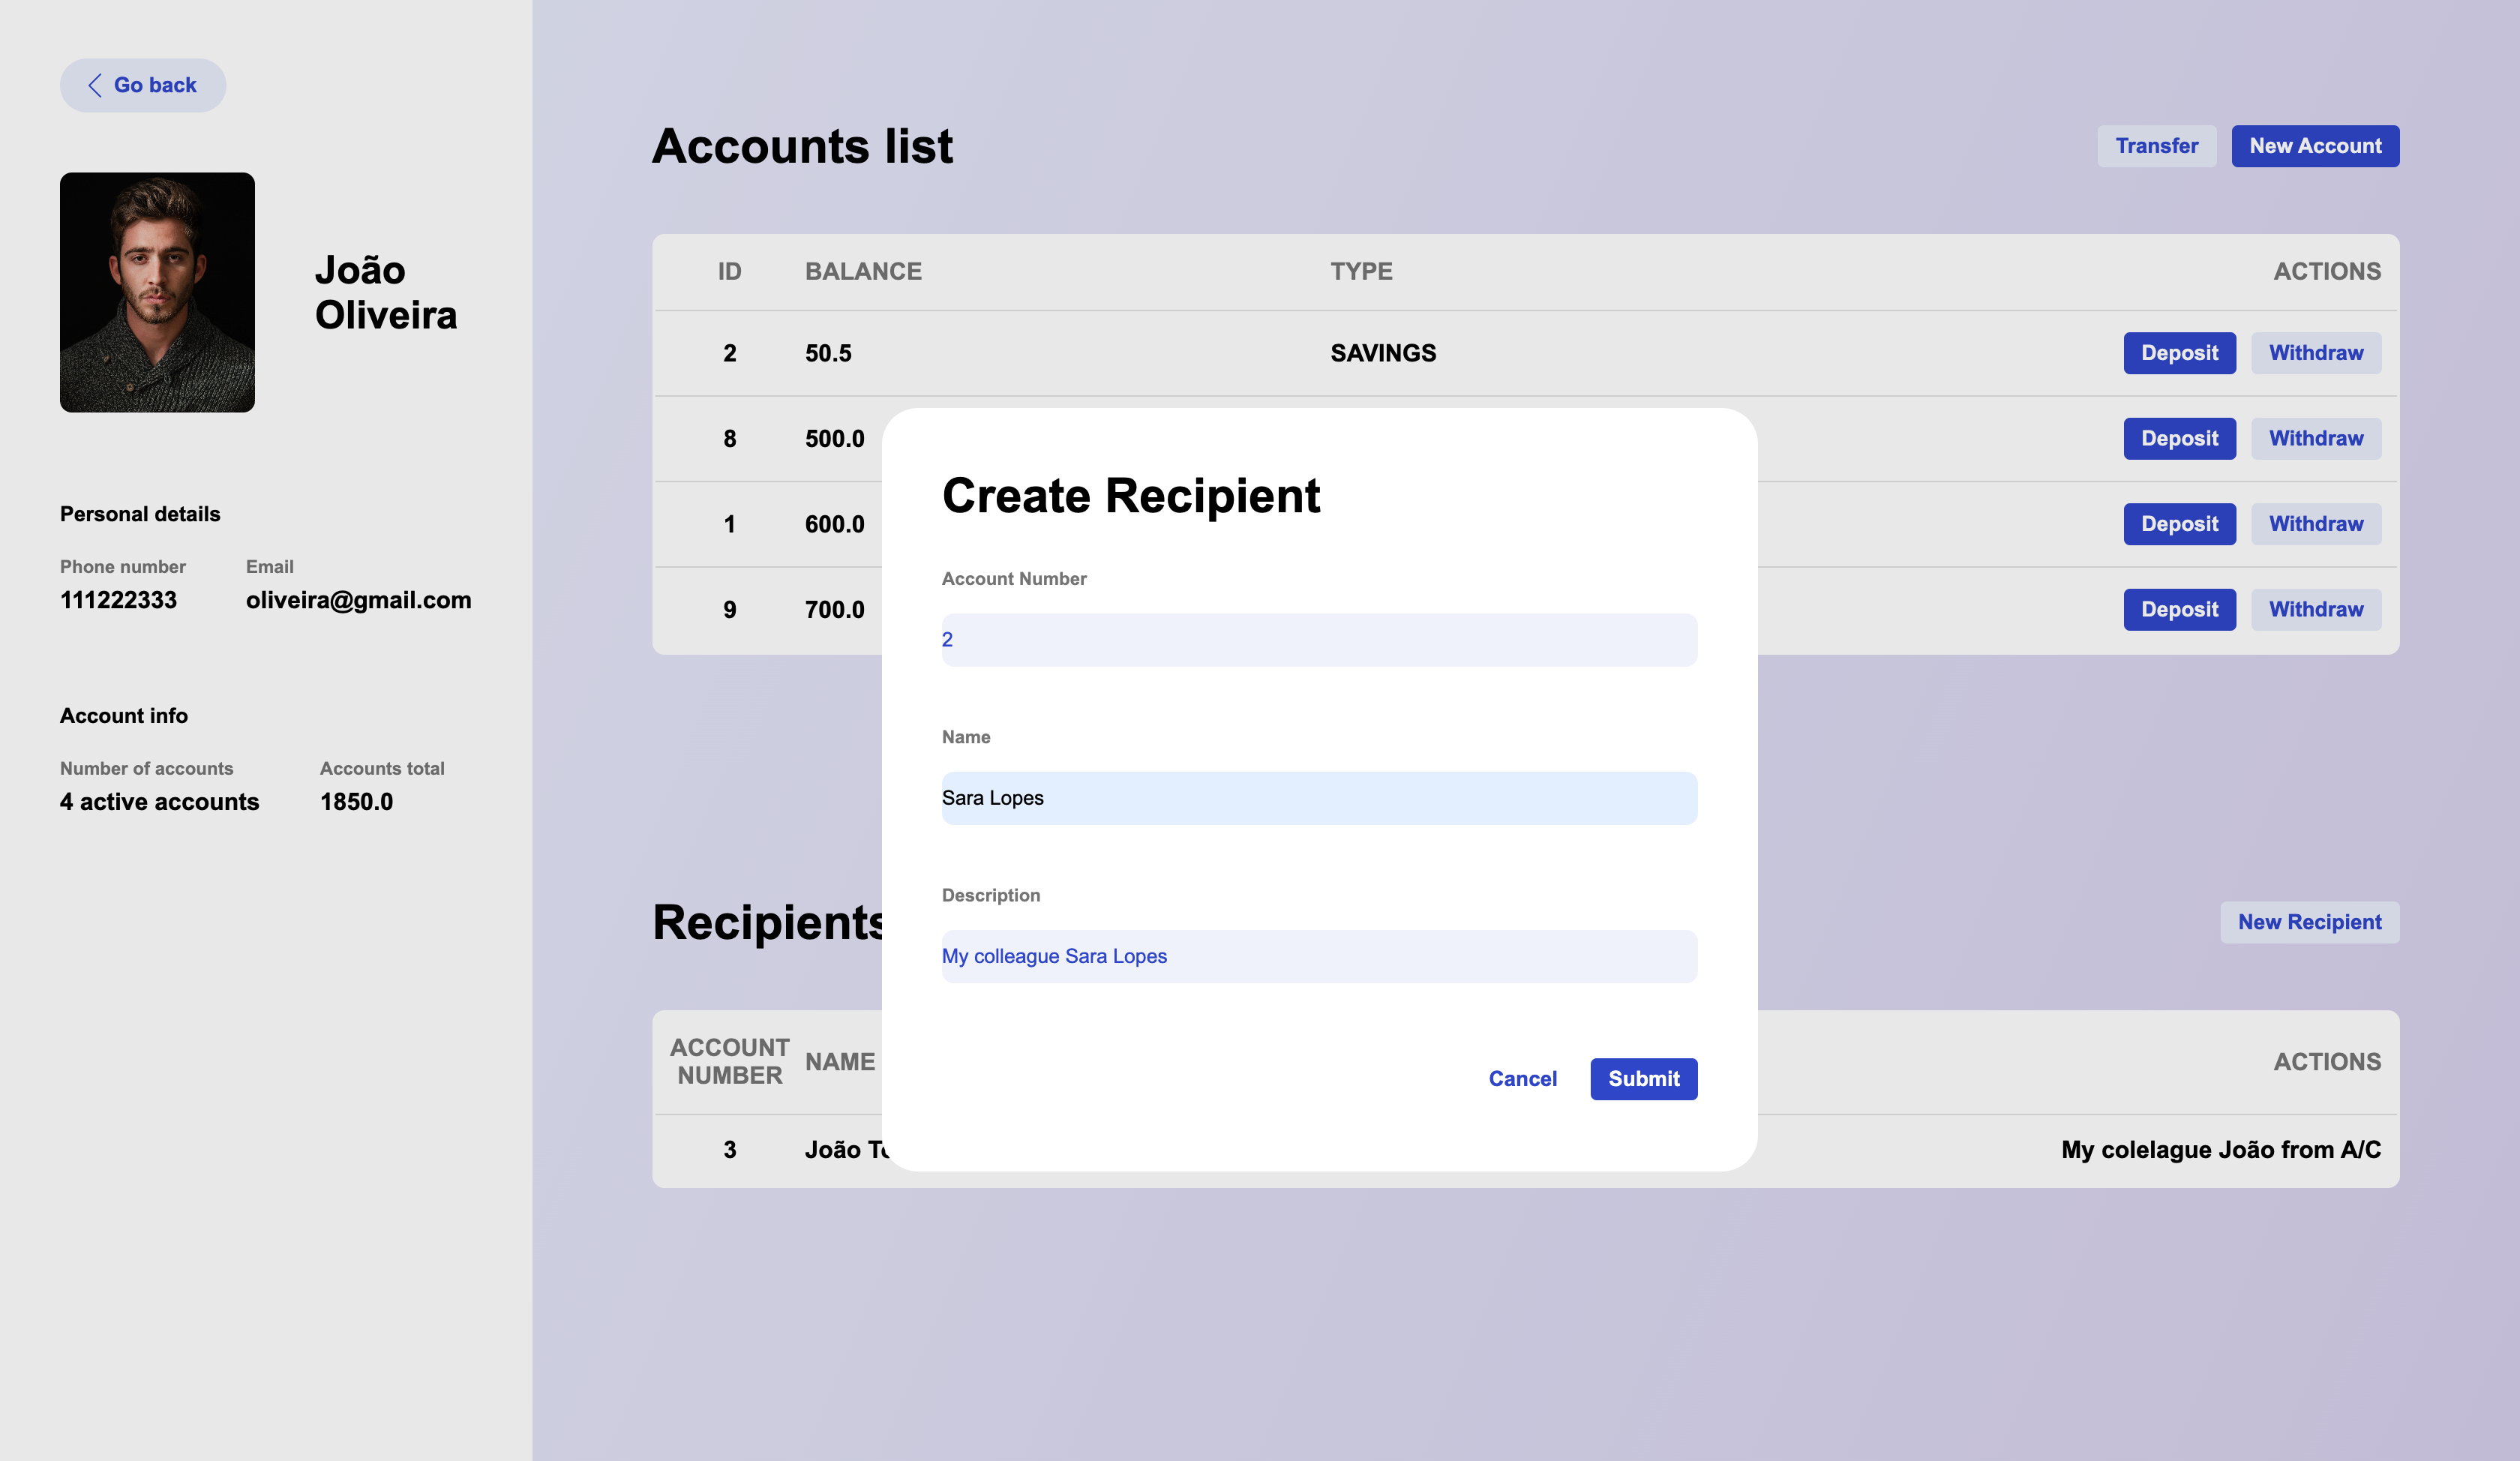 Go back
João
Oliveira
Personal details
Phone number Email
111222333 oliveira@gmail.com
Account info
Number of accounts Accounts total
4 active accounts 1850.0
Accounts list
Transfer New Account
ID BALANCE TYPE ACTIONS
2 50.5 SAVINGS Deposit Withdraw
8 500.0 Deposit Withdraw
1 600.0 Deposit Withdraw
9 700.0 Deposit Withdraw
Create Recipient
Account Number
2
Name
Sara Lopes
Description
My colleague Sara Lopes
Cancel Submit
Recipients
New Recipient
ACCOUNT
NUMBER NAME ACTIONS
3 João My colelague João from A/C